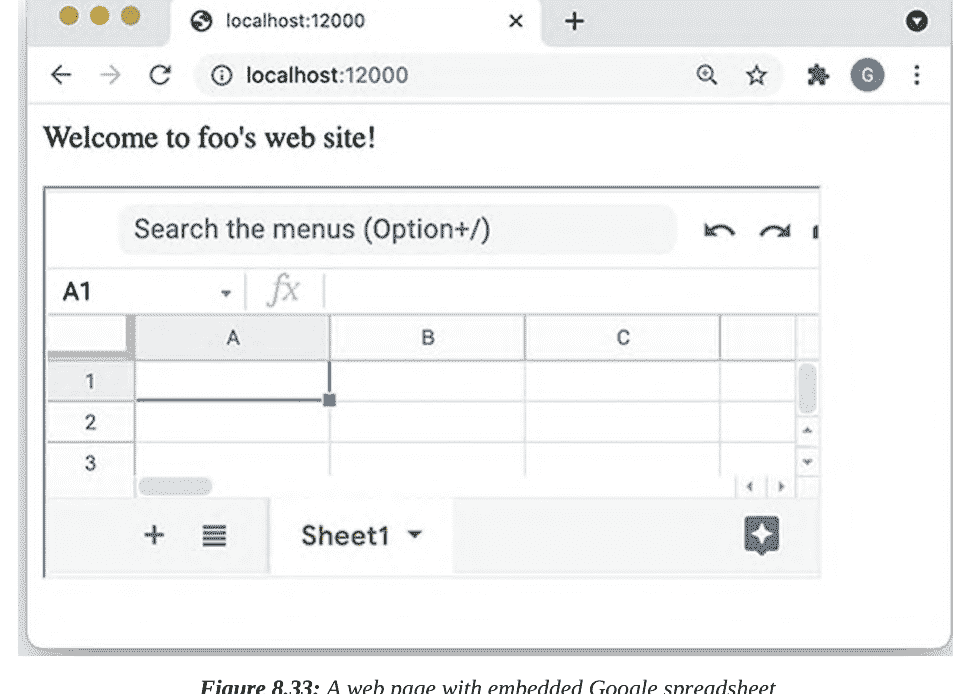 localhost:12000
localhost:12000
G
Welcome to foo's web site!
Search the menus (Option+/)
A1 fx
A B C
1
2
3
Sheet1
Figure 8.33: A web page with embedded Google spreadsheet